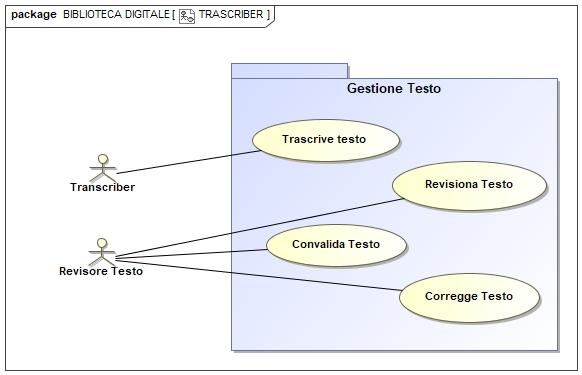 package BIBLIOTECA DIGITALE [ TRASCRIBER ]
Gestione Testo
Trascrive testo
Transcriber
Revisiona Testo
Convalida Testo
Revisore Testo
Corregge Testo